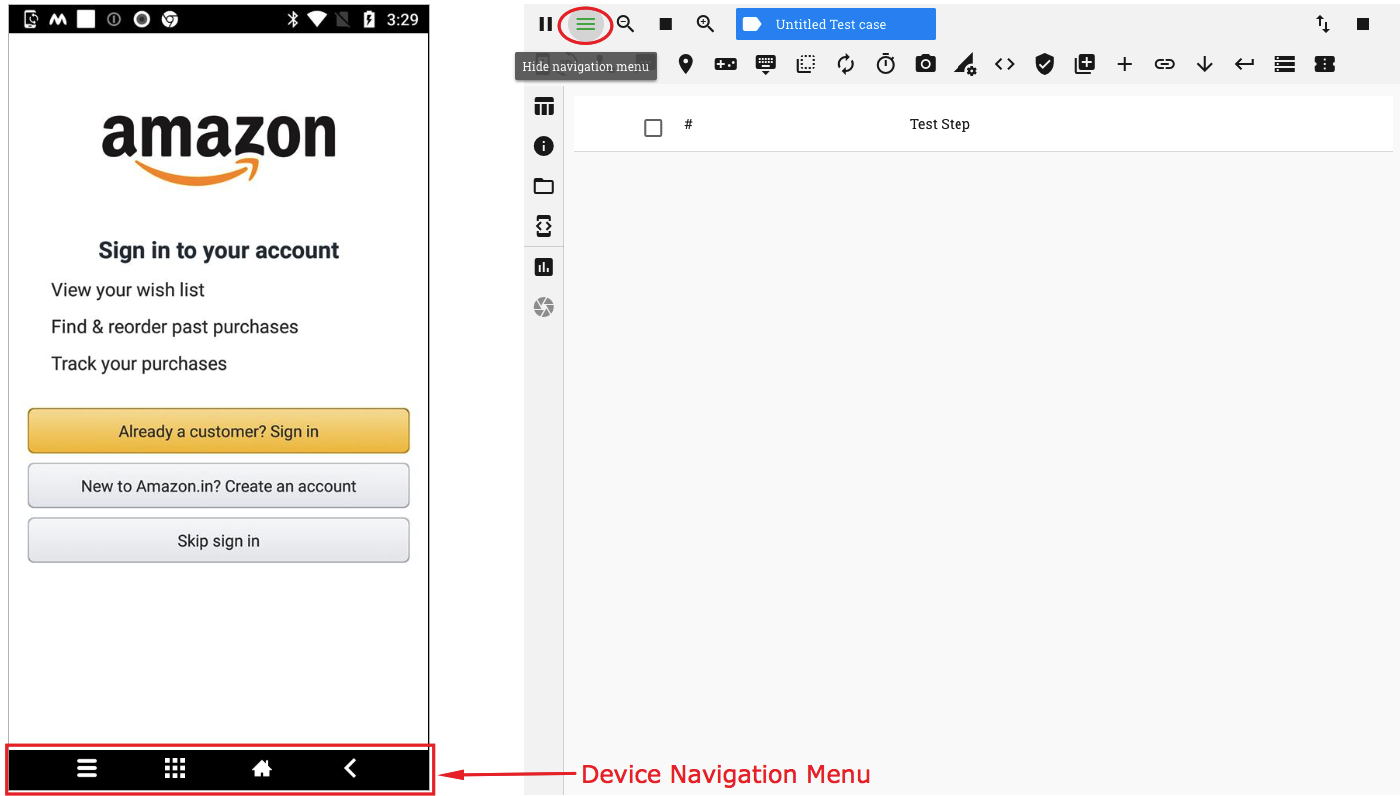 3:29
amazon
Sign in to your account
View your wish list
Find & reorder past purchases
Track your purchases
Already a customer? Sign in
New to Amazon.in? Create an account
Skip sign in
Untitled Test case
Hide navigation menu
#
Test Step
Device Navigation Menu